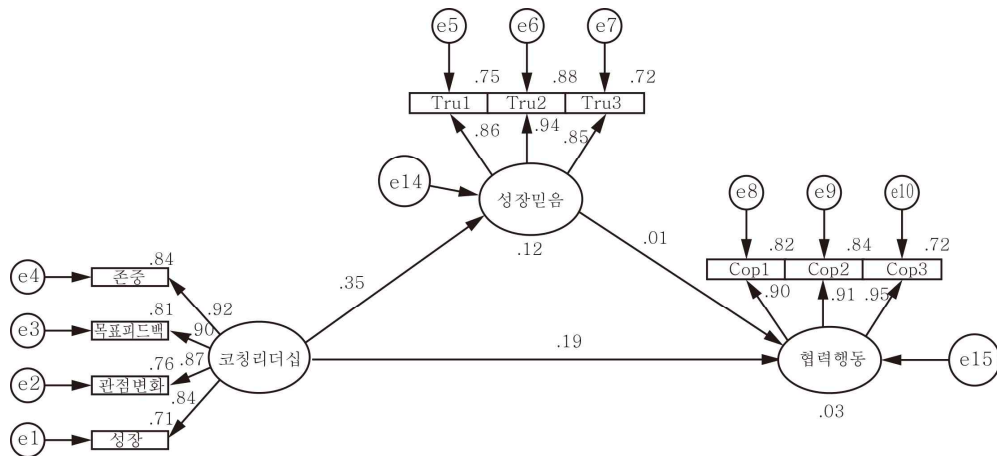 e5 e6 e7
.75 .88 .72
Tru1 Tru2 Tru3
.86 .94 .85
e14
성장믿음
.12
e8 e9 e10
.82 .84 .72
Cop1 Cop2 Cop3
.90 .91 .95
.01
.35
.19
e4 존중 .84
.92
e3 목표피드백 .81
.90
e2 관점변화 .76
.87
e1 성장 .71
.84
코칭리더십
협력행동
e15
.03